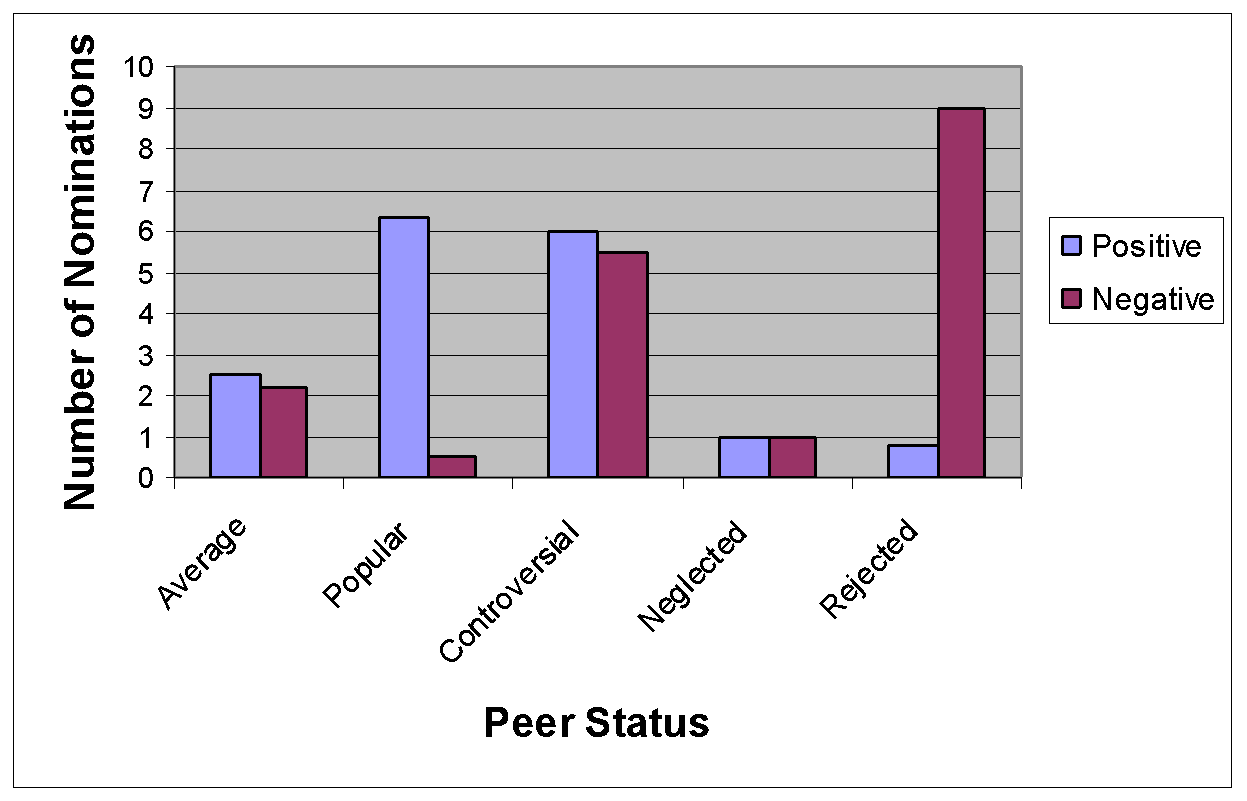 Number of Nominations
10
9
8
7
6
5
4
3
2
1
0
Average
Popular
Controversial
Neglected
Rejected
Peer Status
Positive
Negative